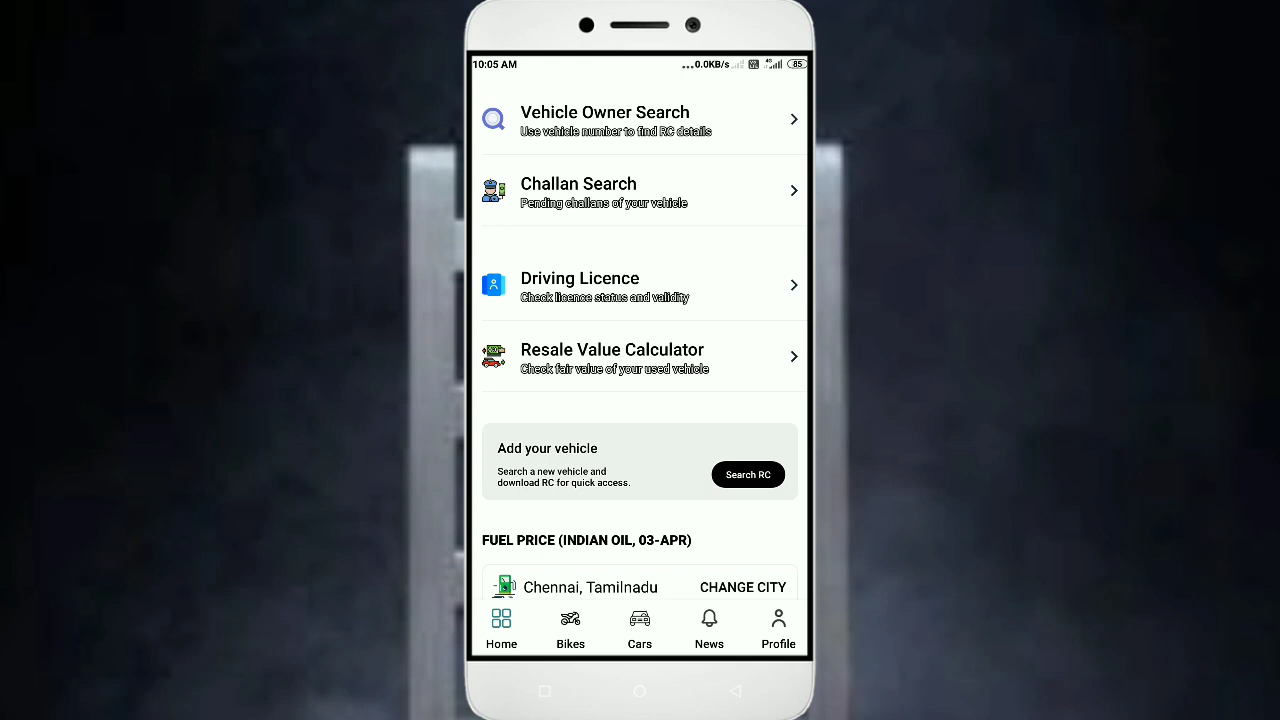 10:05 AM
...0.0KB/s 4G 85
Vehicle Owner Search
Use vehicle number to find RC details
Challan Search
Pending challans of your vehicle
Driving Licence
Check licence status and validity
Resale Value Calculator
Check fair value of your used vehicle
Add your vehicle
Search a new vehicle and
download RC for quick access.
Search RC
FUEL PRICE (INDIAN OIL, 03-APR)
Chennai, Tamilnadu CHANGE CITY
Home Bikes Cars News Profile